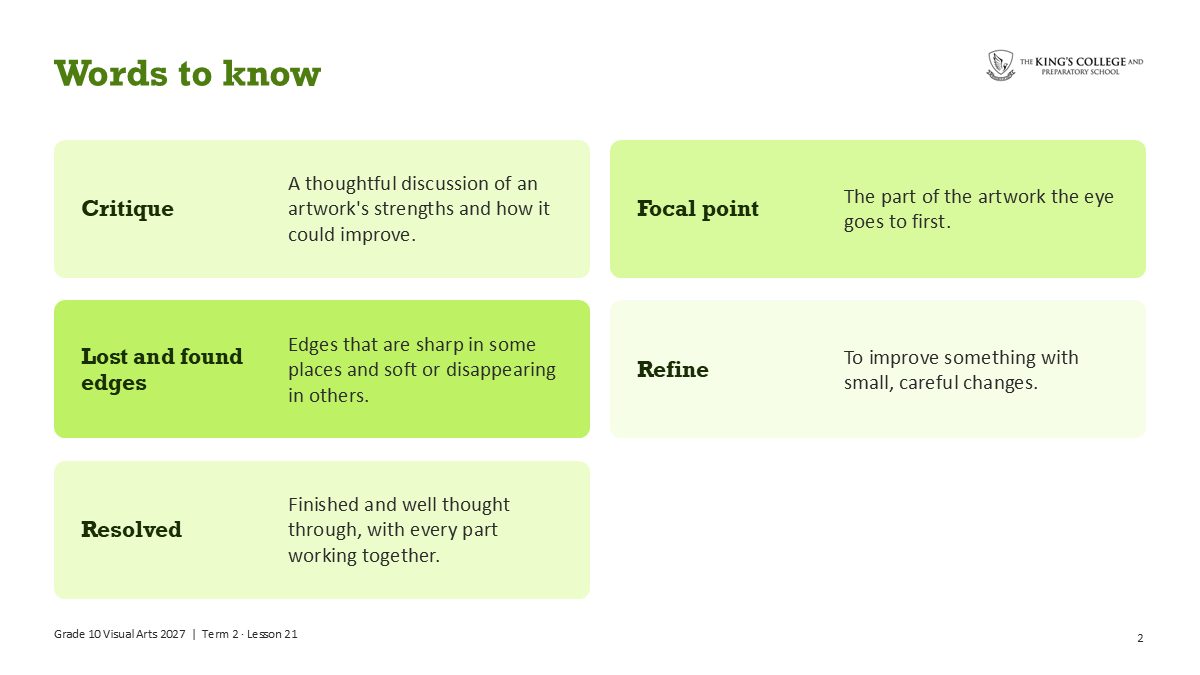 Words to know
THE KING'S COLLEGE AND
PREPARATORY SCHOOL
Critique
A thoughtful discussion of an
artwork's strengths and how it
could improve.
Focal point
The part of the artwork the eye
goes to first.
Lost and found
edges
Edges that are sharp in some
places and soft or disappearing
in others.
Refine
To improve something with
small, careful changes.
Resolved
Finished and well thought
through, with every part
working together.
Grade 10 Visual Arts 2027 | Term 2 · Lesson 21
2